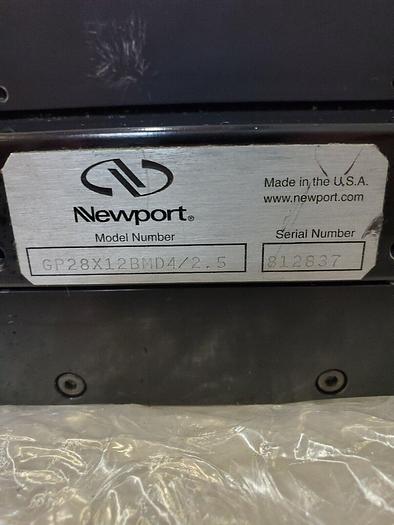 Made in the U.S.A.
www.newport.com
Newport®
Model Number
Serial Number
GP28X12BMD4/2.5
812837